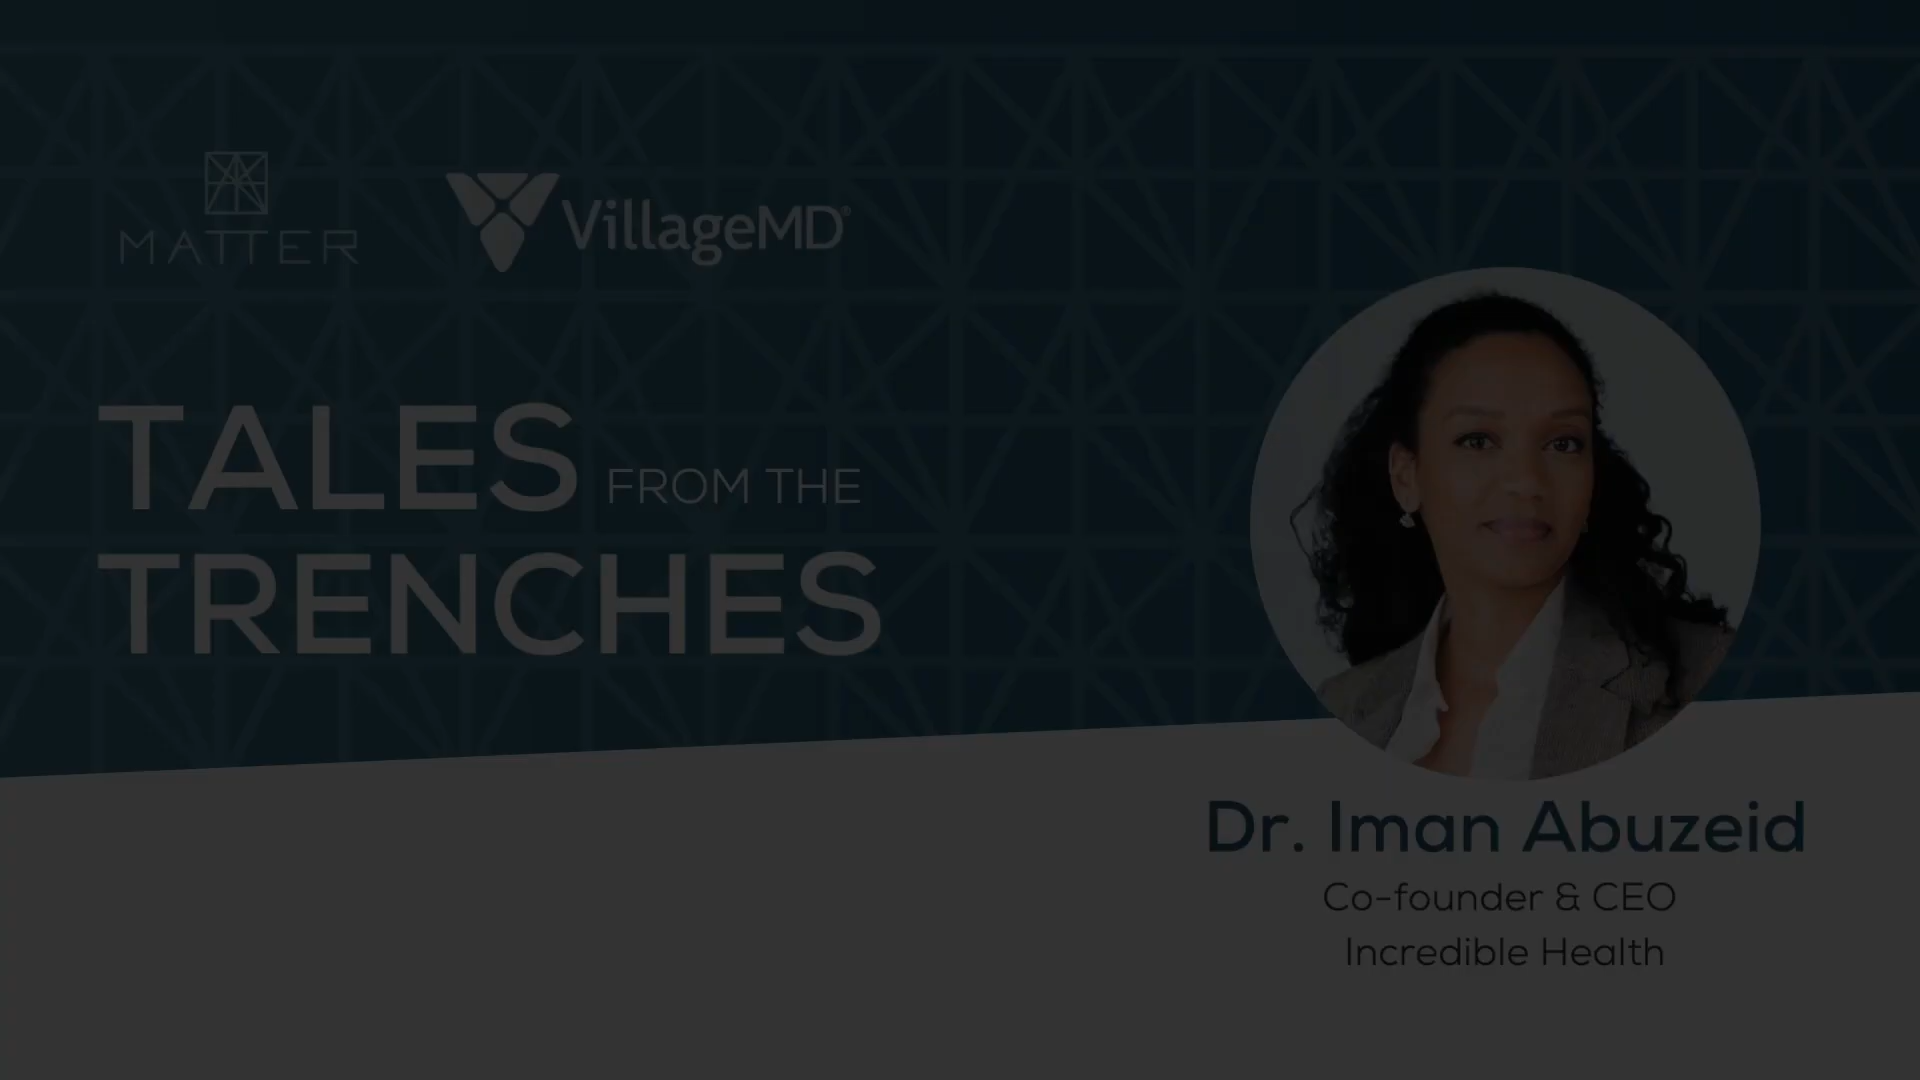 MATTER
VillageMD®
TALES FROM THE
TRENCHES
Dr. Iman Abuzeid
Co-founder & CEO
Incredible Health